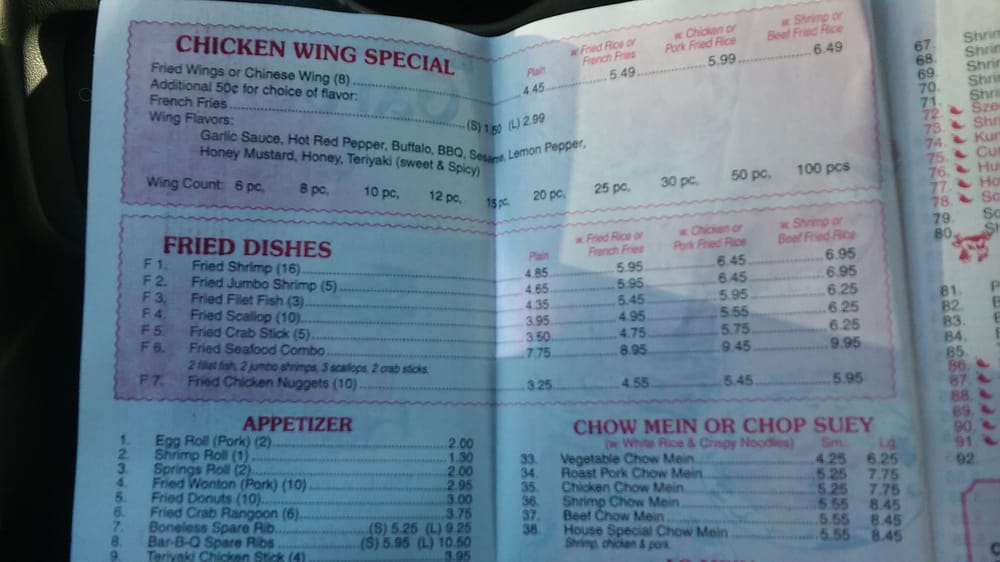 CHICKEN WING SPECIAL
Plain w. Fried Rice or French Fries w. Chicken or Pork Fried Rice w. Shrimp or Beef Fried Rice
Fried Wings or Chinese Wing (8) 4.45 5.49 5.99 6.49
Additional 50¢ for choice of flavor:
French Fries (S) 1.50 (L) 2.99
Wing Flavors:
Garlic Sauce, Hot Red Pepper, Buffalo, BBQ, Sesame, Lemon Pepper,
Honey Mustard, Honey, Teriyaki (sweet & Spicy)
Wing Count: 6 pc, 8 pc, 10 pc, 12 pc, 15 pc, 20 pc, 25 pc, 30 pc, 50 pc, 100 pcs
FRIED DISHES
Plain w. Fried Rice or French Fries w. Chicken or Pork Fried Rice w. Shrimp or Beef Fried Rice
F 1. Fried Shrimp (16) 4.85 5.95 6.45 6.95
F 2. Fried Jumbo Shrimp (5) 4.65 5.95 6.45 6.95
F 3. Fried Filet Fish (3) 4.35 5.45 5.95 6.25
F 4. Fried Scallop (10) 3.95 4.95 5.55 6.25
F 5. Fried Crab Stick (5) 3.50 4.75 5.75 6.25
F 6. Fried Seafood Combo 7.75 8.95 9.45 9.95
2 fillet fish, 2 jumbo shrimps, 3 scallops, 2 crab sticks.
F 7. Fried Chicken Nuggets (10) 3.25 4.55 5.45 5.95
APPETIZER
1. Egg Roll (Pork) (2) 2.00
2. Shrimp Roll (1) 1.30
3. Springs Roll (2) 2.00
4. Fried Wonton (Pork) (10) 2.95
5. Fried Donuts (10) 3.00
6. Fried Crab Rangoon (6) 3.75
7. Boneless Spare Rib (S) 5.25 (L) 9.25
8. Bar-B-Q Spare Ribs (S) 5.95 (L) 10.50
9. Teriyaki Chicken Stick (4) 3.95
CHOW MEIN OR CHOP SUEY
(w. White Rice & Crispy Noodles) Sm. Lg.
33. Vegetable Chow Mein 4.25 6.25
34. Roast Pork Chow Mein 5.25 7.75
35. Chicken Chow Mein 5.25 7.75
36. Shrimp Chow Mein 5.55 8.45
37. Beef Chow Mein 5.55 8.45
38. House Special Chow Mein 5.55 8.45
Shrimp, chicken & pork.
67.
68.
69.
70.
71.
72.
73.
74.
75.
76.
77.
78.
79.
80.
81.
82.
83.
84.
85.
86.
87.
88.
89.
90.
91
92